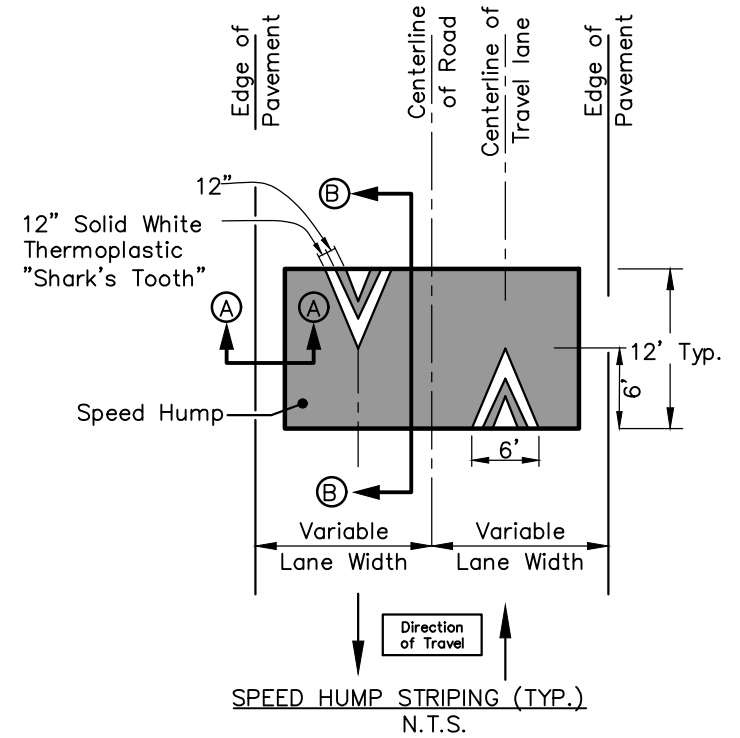 Edge of
Pavement
Centerline
of Road
Centerline of
Travel lane
Edge of
Pavement
12"
12" Solid White
Thermoplastic
"Shark's Tooth"
B
A
A
12' Typ.
6'
Speed Hump
6'
B
Variable
Lane Width
Variable
Lane Width
Direction
of Travel
SPEED HUMP STRIPING (TYP.)
N.T.S.